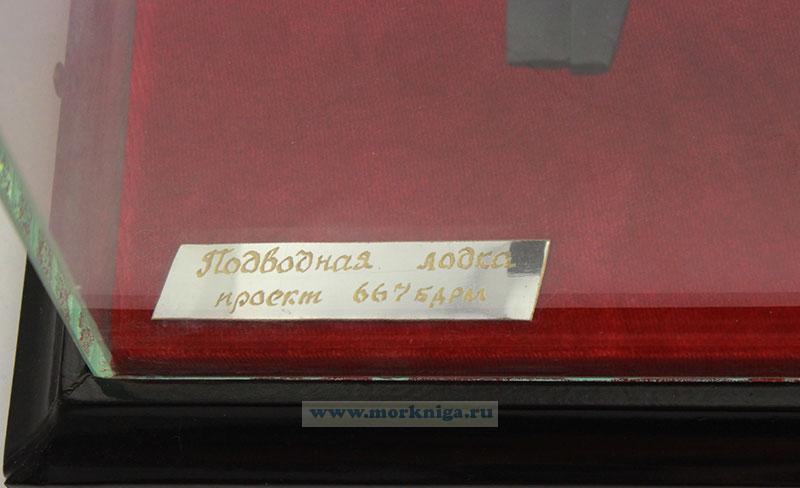 Подводная лодка
проект 667бдрм
www.morkniga.ru